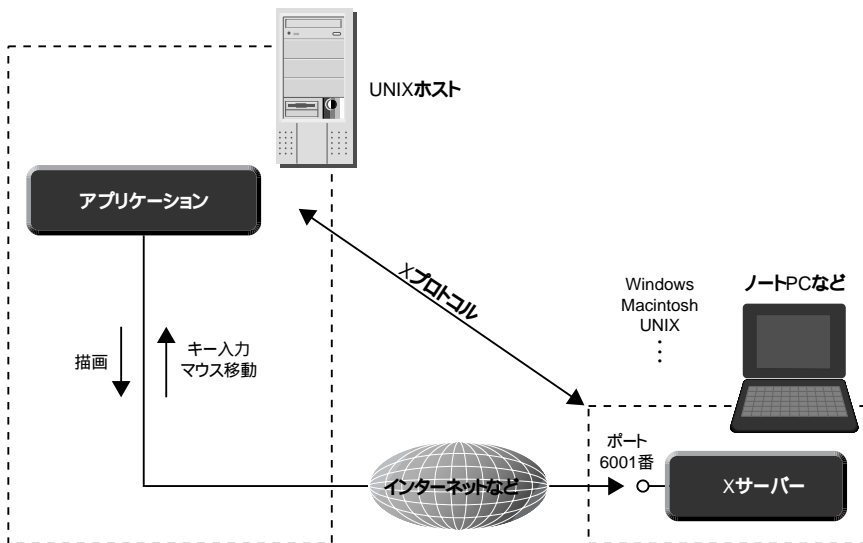 UNIXホスト
アプリケーション
Xプロトコル
Windows
Macintosh
UNIX
⋮
ノートPCなど
描画
キー入力
マウス移動
インターネットなど
ポート
6001番
Xサーバー